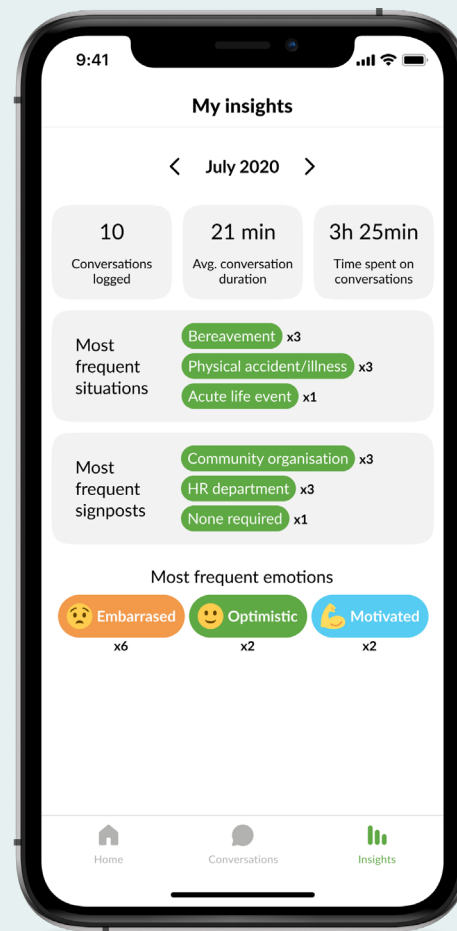 9:41
My insights
July 2020
10
Conversations
logged
21 min
Avg. conversation
duration
3h 25min
Time spent on
conversations
Most
frequent
situations
Bereavement x3
Physical accident/illness x3
Acute life event x1
Most
frequent
signposts
Community organisation x3
HR department x3
None required x1
Most frequent emotions
Embarrased
x6
Optimistic
x2
Motivated
x2
Home
Conversations
Insights